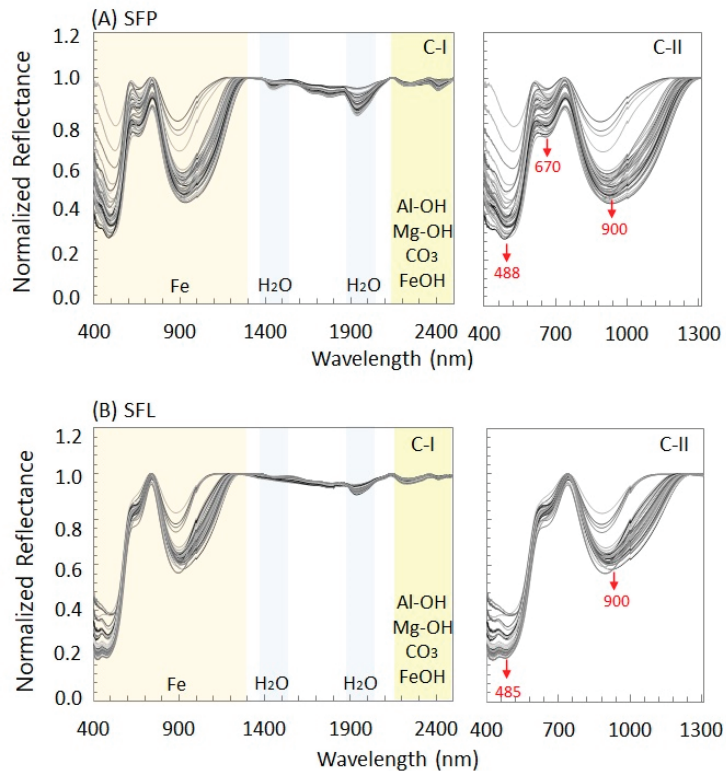 (A) SFP
Normalized Reflectance
1.2
1.0
0.8
0.6
0.4
0.2
0.0
C-I
Al-OH
Mg-OH
CO3
FeOH
Fe
H2O
H2O
400
900
1400
1900
2400
C-II
670
900
488
400
700
1000
1300
Wavelength (nm)
(B) SFL
Normalized Reflectance
1.2
1.0
0.8
0.6
0.4
0.2
0.0
C-I
Al-OH
Mg-OH
CO3
FeOH
Fe
H2O
H2O
400
900
1400
1900
2400
C-II
900
485
400
700
1000
1300
Wavelength (nm)